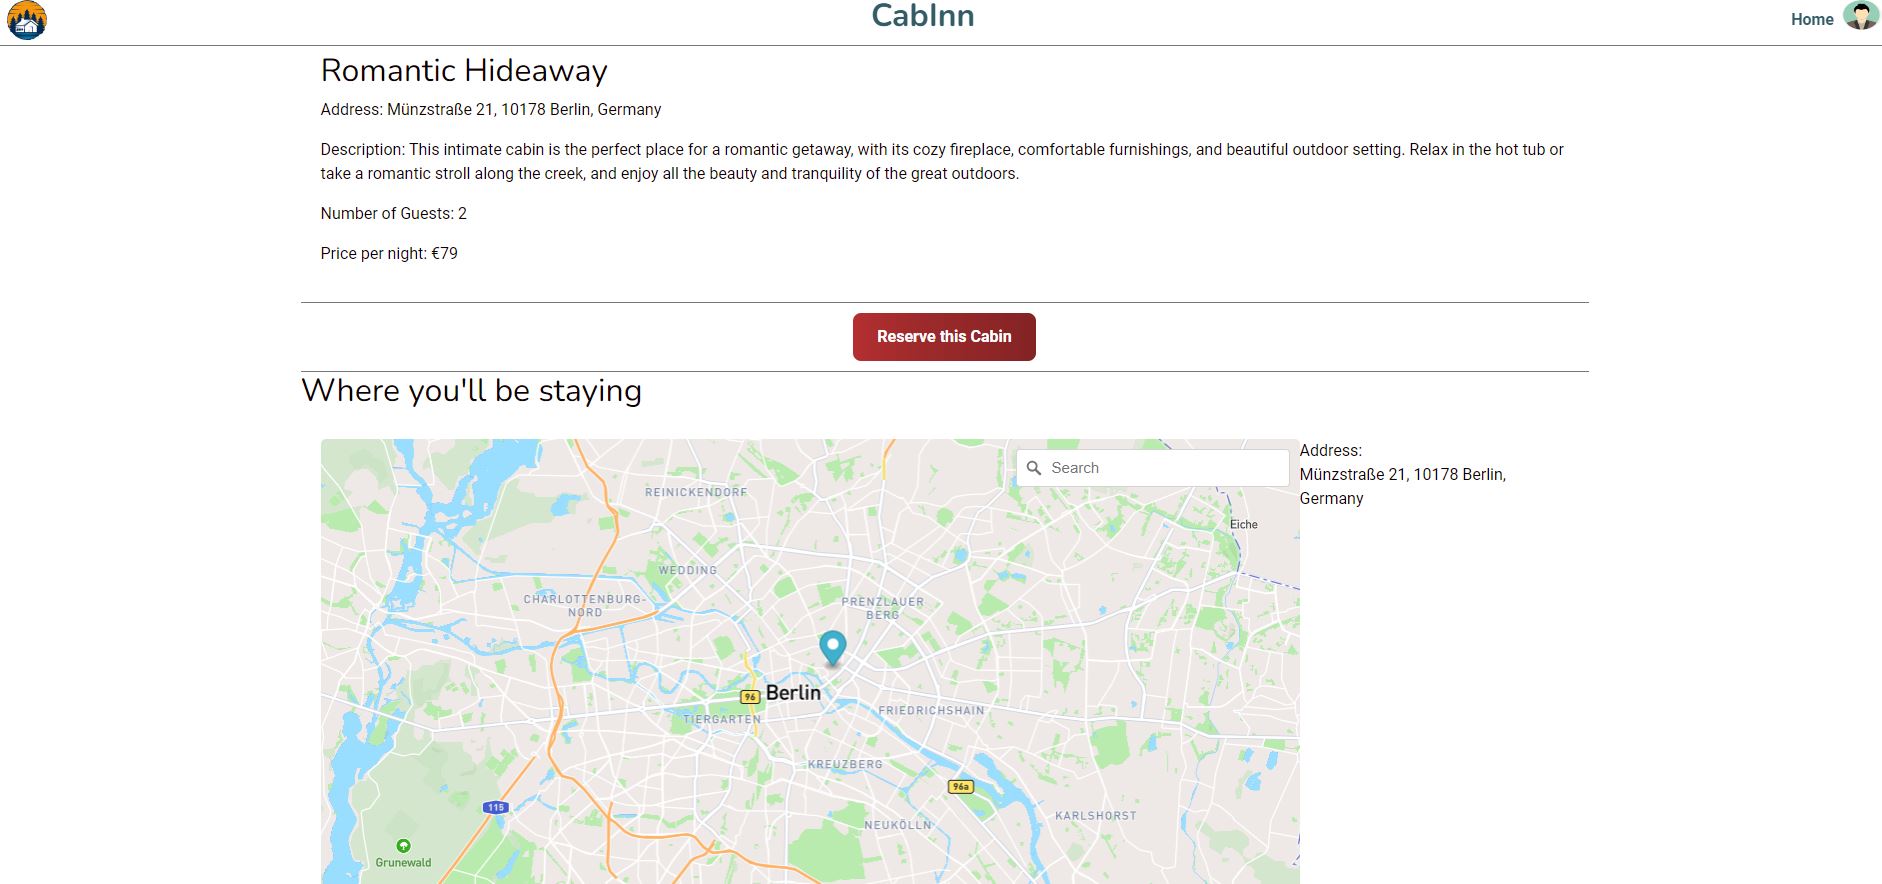 CabInn
Home
Romantic Hideaway
Address: Münzstraße 21, 10178 Berlin, Germany
Description: This intimate cabin is the perfect place for a romantic getaway, with its cozy fireplace, comfortable furnishings, and beautiful outdoor setting. Relax in the hot tub or
take a romantic stroll along the creek, and enjoy all the beauty and tranquility of the great outdoors.
Number of Guests: 2
Price per night: €79
Reserve this Cabin
Where you'll be staying
Search
Address:
Münzstraße 21, 10178 Berlin,
Germany
REINICKENDORF
Eiche
WEDDING
CHARLOTTENBURG-
NORD
PRENZLAUER
BERG
96
Berlin
TIERGARTEN
FRIEDRICHSHAIN
KREUZBERG
96a
115
KARLSHORST
NEUKÖLLN
Grunewald